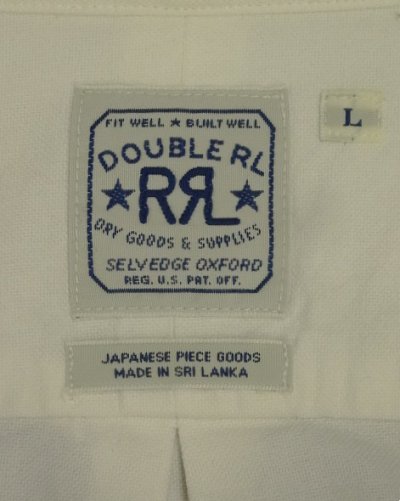 FIT WELL ★ BUILT WELL
DOUBLE RL
★ RRL ★
DRY GOODS & SUPPLIES
SELVEDGE OXFORD
REG. U.S. PAT. OFF.
L
JAPANESE PIECE GOODS
MADE IN SRI LANKA